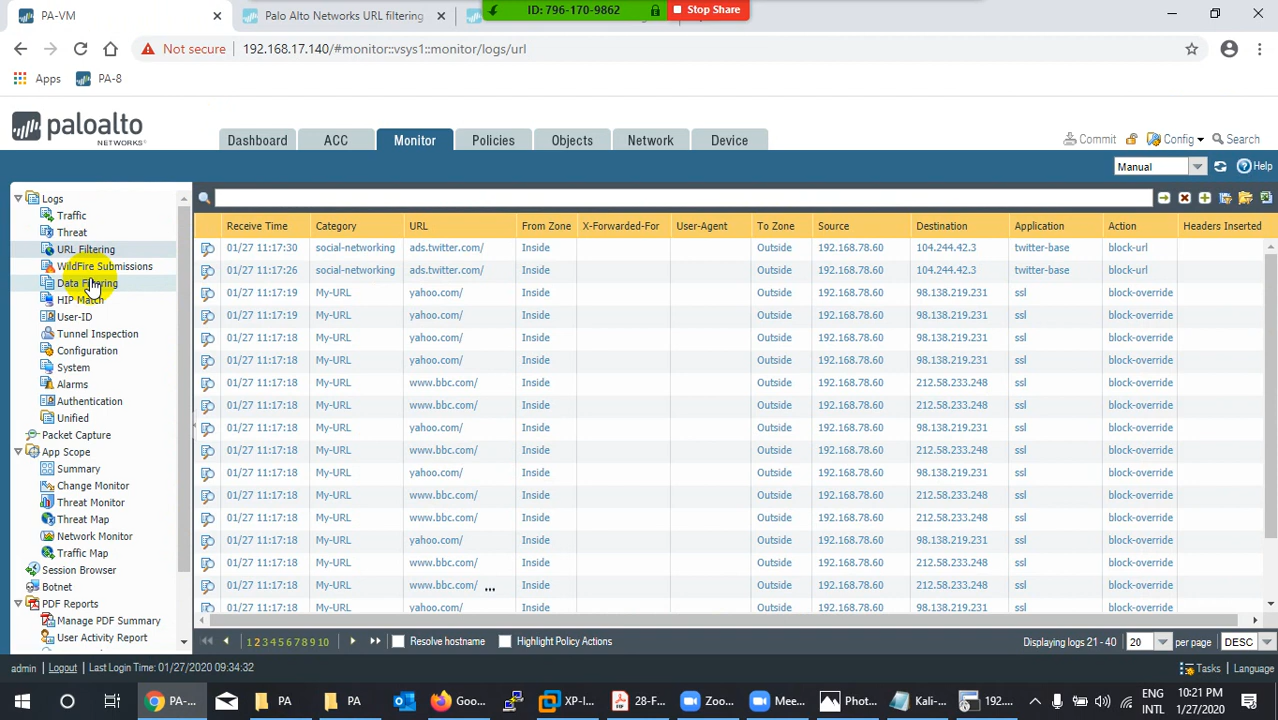 PA-VM
Palo Alto Networks URL filtering
ID: 796-170-9862
Stop Share
Not secure
192.168.17.140/#monitor::vsys1::monitor/logs/url
Apps
PA-8
paloalto
NETWORKS
Dashboard
ACC
Monitor
Policies
Objects
Network
Device
Commit
Config
Search
Manual
Help
Logs
Traffic
Threat
URL Filtering
WildFire Submissions
Data Filtering
HIP Match
User-ID
Tunnel Inspection
Configuration
System
Alarms
Authentication
Unified
Packet Capture
App Scope
Summary
Change Monitor
Threat Monitor
Threat Map
Network Monitor
Traffic Map
Session Browser
Botnet
PDF Reports
Manage PDF Summary
User Activity Report
Receive Time Category URL From Zone X-Forwarded-For User-Agent To Zone Source Destination Application Action Headers Inserted
01/27 11:17:30 social-networking ads.twitter.com/ Inside Outside 192.168.78.60 104.244.42.3 twitter-base block-url
01/27 11:17:26 social-networking ads.twitter.com/ Inside Outside 192.168.78.60 104.244.42.3 twitter-base block-url
01/27 11:17:19 My-URL yahoo.com/ Inside Outside 192.168.78.60 98.138.219.231 ssl block-override
01/27 11:17:19 My-URL yahoo.com/ Inside Outside 192.168.78.60 98.138.219.231 ssl block-override
01/27 11:17:18 My-URL yahoo.com/ Inside Outside 192.168.78.60 98.138.219.231 ssl block-override
01/27 11:17:18 My-URL yahoo.com/ Inside Outside 192.168.78.60 98.138.219.231 ssl block-override
01/27 11:17:18 My-URL www.bbc.com/ Inside Outside 192.168.78.60 212.58.233.248 ssl block-override
01/27 11:17:18 My-URL www.bbc.com/ Inside Outside 192.168.78.60 212.58.233.248 ssl block-override
01/27 11:17:18 My-URL yahoo.com/ Inside Outside 192.168.78.60 98.138.219.231 ssl block-override
01/27 11:17:18 My-URL www.bbc.com/ Inside Outside 192.168.78.60 212.58.233.248 ssl block-override
01/27 11:17:18 My-URL yahoo.com/ Inside Outside 192.168.78.60 98.138.219.231 ssl block-override
01/27 11:17:18 My-URL www.bbc.com/ Inside Outside 192.168.78.60 212.58.233.248 ssl block-override
01/27 11:17:18 My-URL yahoo.com/ Inside Outside 192.168.78.60 98.138.219.231 ssl block-override
01/27 11:17:18 My-URL yahoo.com/ Inside Outside 192.168.78.60 98.138.219.231 ssl block-override
01/27 11:17:18 My-URL www.bbc.com/ Inside Outside 192.168.78.60 212.58.233.248 ssl block-override
01/27 11:17:18 My-URL www.bbc.com/ ... Inside Outside 192.168.78.60 212.58.233.248 ssl block-override
01/27 11:17:18 My-URL yahoo.com/ Inside Outside 192.168.78.60 98.138.219.231 ssl block-override
1 2 3 4 5 6 7 8 9 10
Resolve hostname
Highlight Policy Actions
Displaying logs 21 - 40
20
per page
DESC
admin
Logout
Last Login Time: 01/27/2020 09:34:32
Tasks
Language
PA-...
PA
PA
Goo...
XP-I...
28-F...
Zoo...
Mee...
Phot...
Kali-...
192...
ENG
INTL
10:21 PM
1/27/2020